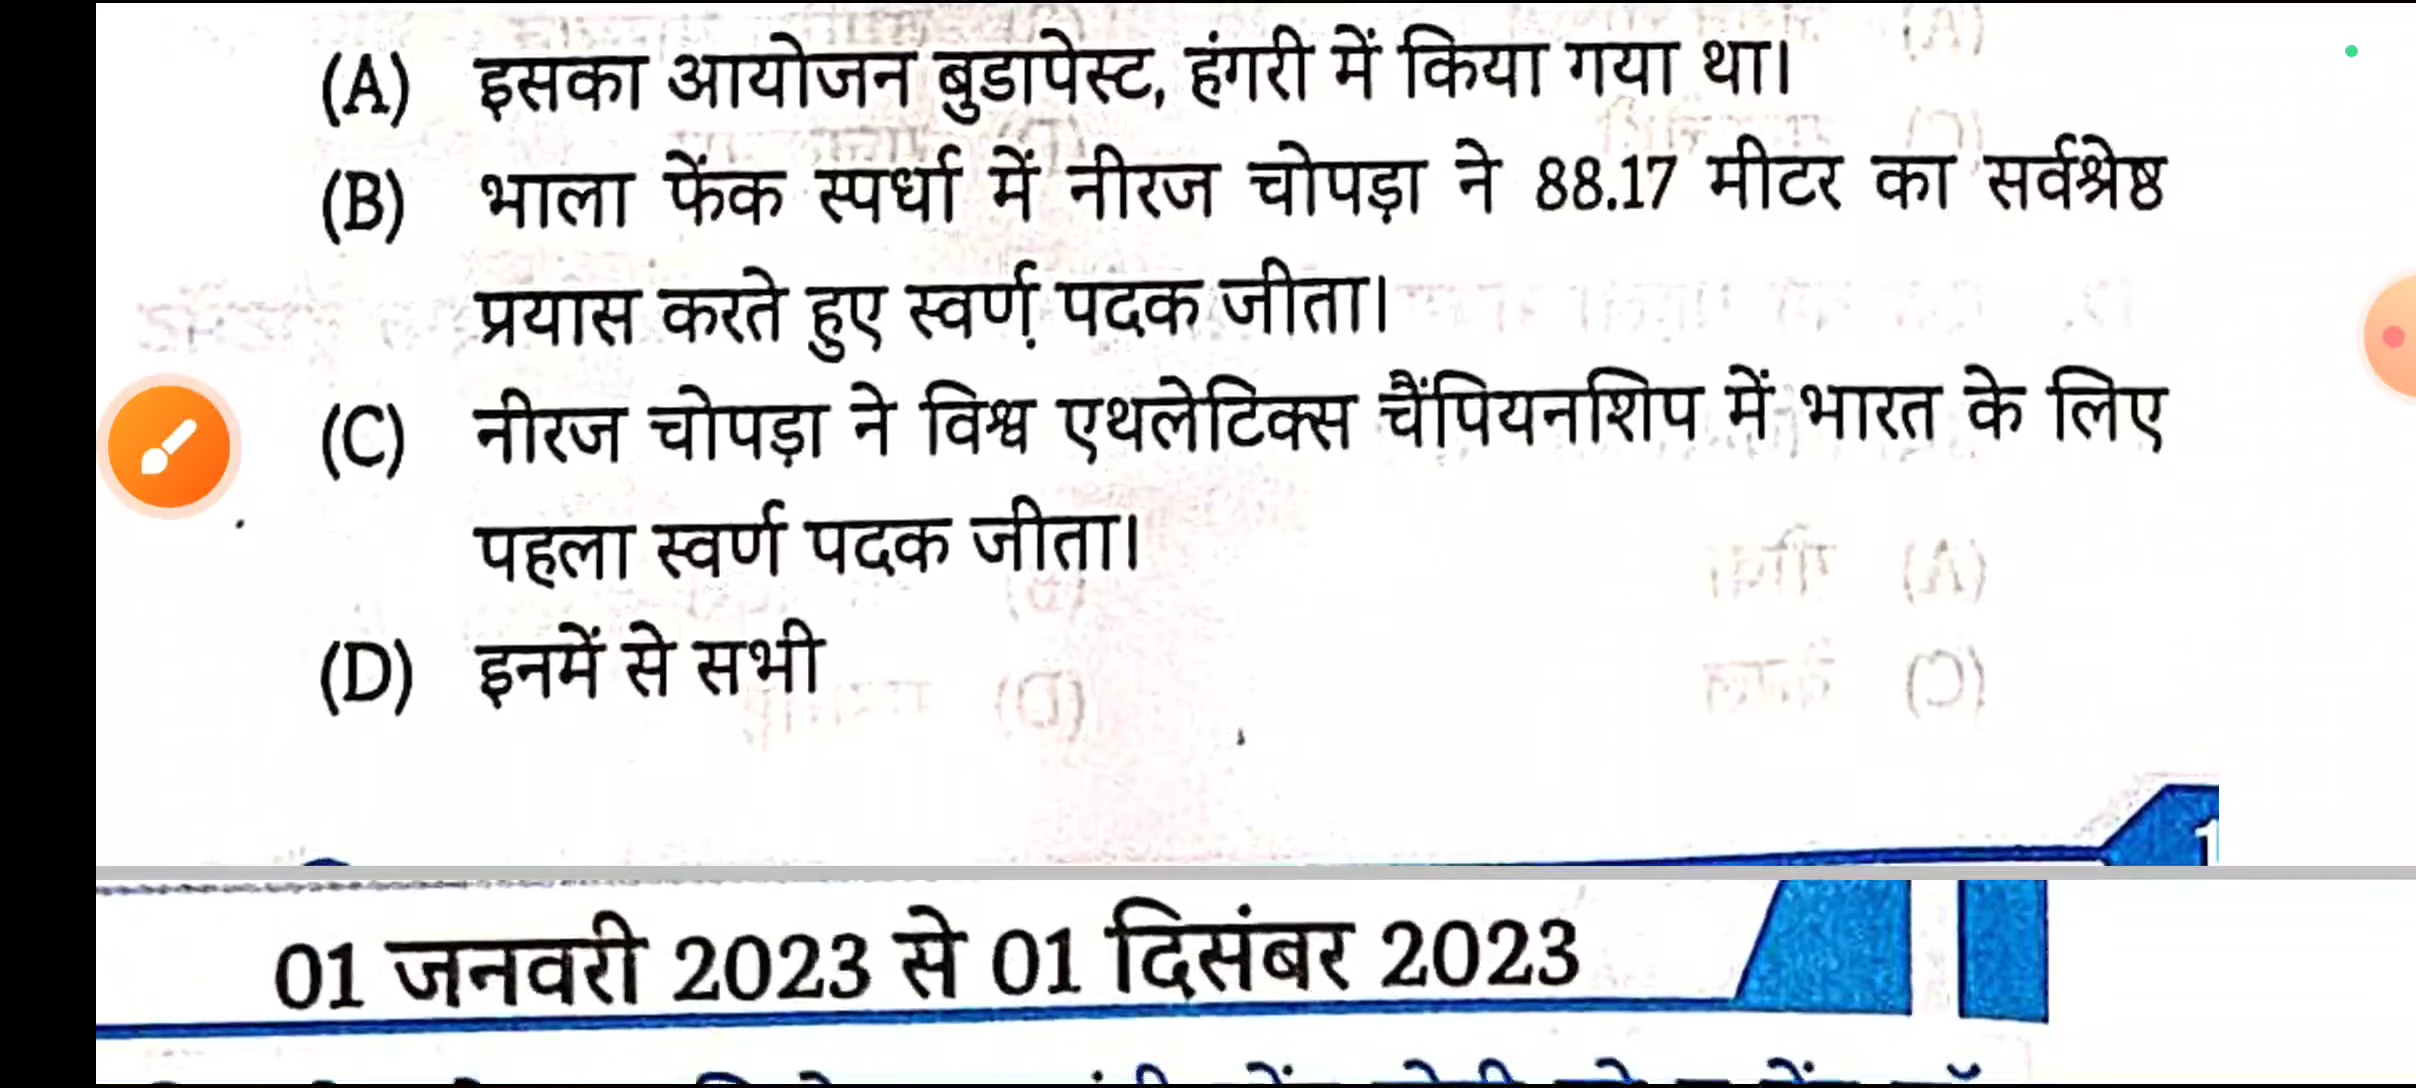 (A) इसका आयोजन बुडापेस्ट, हंगरी में किया गया था।
(B) भाला फेंक स्पर्धा में नीरज चोपड़ा ने 88.17 मीटर का सर्वश्रेष्ठ
प्रयास करते हुए स्वर्ण पदक जीता।
(C) नीरज चोपड़ा ने विश्व एथलेटिक्स चैंपियनशिप में भारत के लिए
पहला स्वर्ण पदक जीता।
(D) इनमें से सभी
01 जनवरी 2023 से 01 दिसंबर 2023